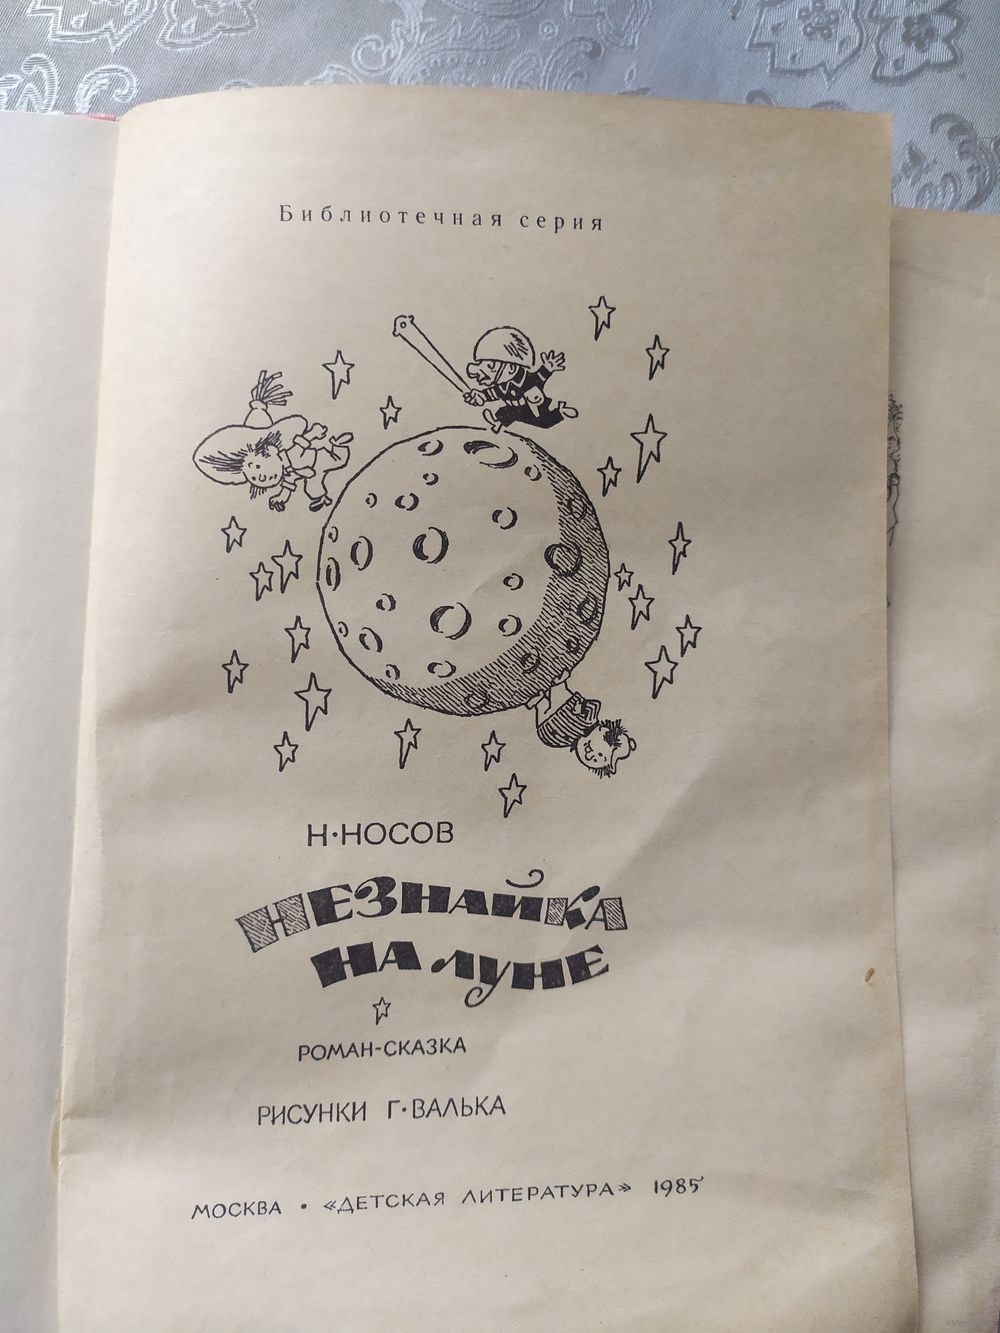 Библиотечная серия
Н·НОСОВ
НЕЗНАЙКА
НА ЛУНЕ
РОМАН-СКАЗКА
РИСУНКИ Г·ВАЛЬКА
МОСКВА · «ДЕТСКАЯ ЛИТЕРАТУРА» 1985